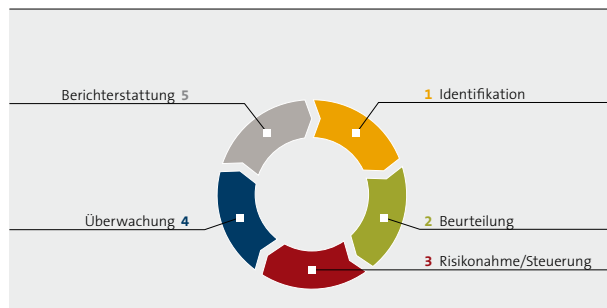 Berichterstattung 5
1 Identifikation
Überwachung 4
2 Beurteilung
3 Risikonahme/Steuerung